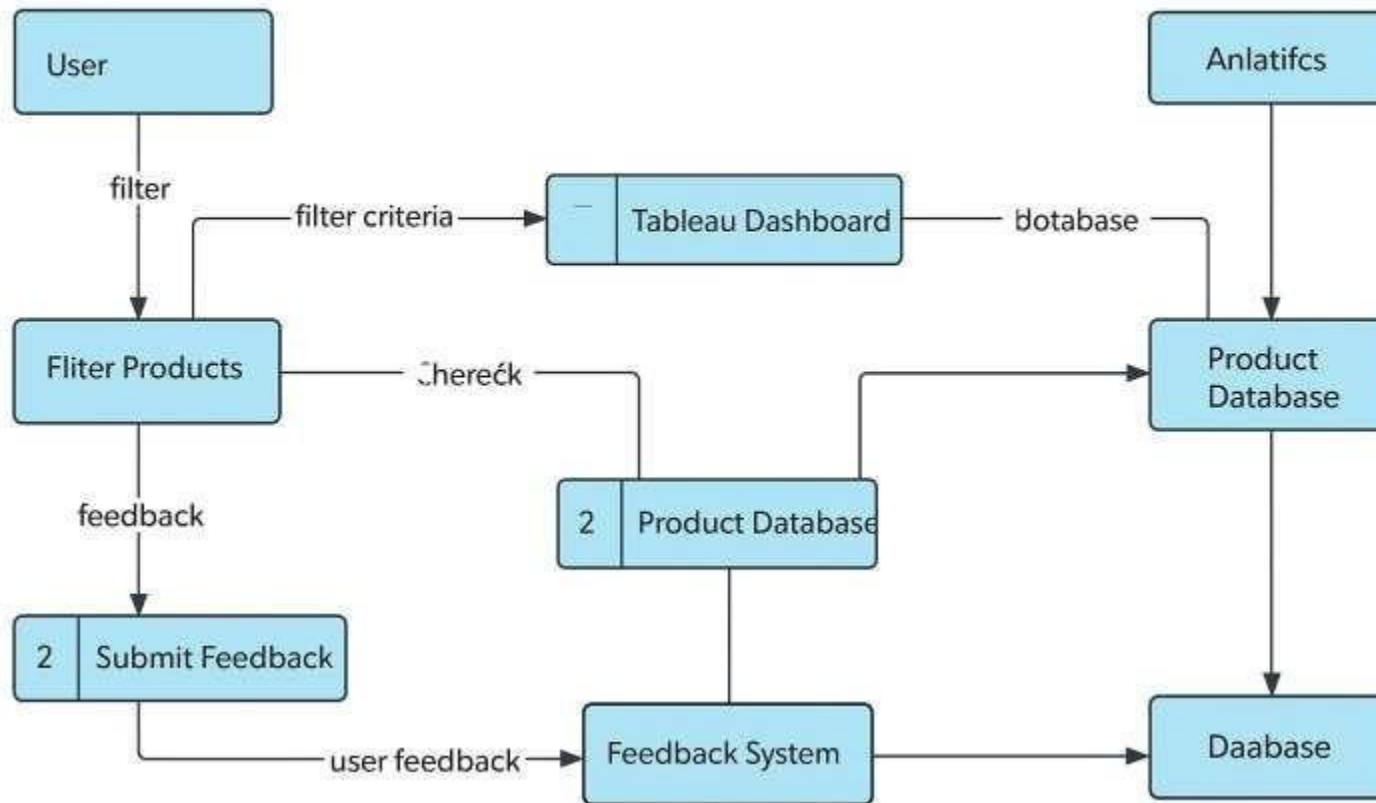 User
Anlatifcs
filter
filter criteria
Tableau Dashboard
botabase
Fliter Products
Product
Database
feedback
2
Product Database
2
Submit Feedback
user feedback
Feedback System
Daabase